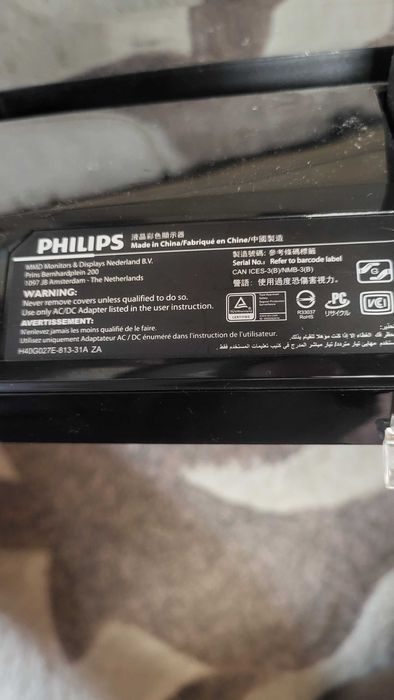 PHILIPS
液晶彩色顯示器
Made in China/Fabriqué en Chine/中國製造
MMD Monitors & Displays Nederland B.V.
Prins Bernhardplein 200
1097 JB Amsterdam - The Netherlands
WARNING:
Never remove covers unless qualified to do so.
Use only AC/DC Adapter listed in the user instruction.
AVERTISSEMENT:
N'enlevez jamais les moins qualifié de le faire.
Utilisez uniquement Adaptateur AC / DC énuméré dans l'instruction de l'utilisateur.
H40G027E-813-31A ZA
製造號碼: 參考條碼標籤
Serial No.: Refer to barcode label
CAN ICES-3(B)/NMB-3(B)
警語: 使用過度恐傷害視力。
TÜVRheinland
CERTIFIED
R33037
RoHS
PC
リサイクル
VCI